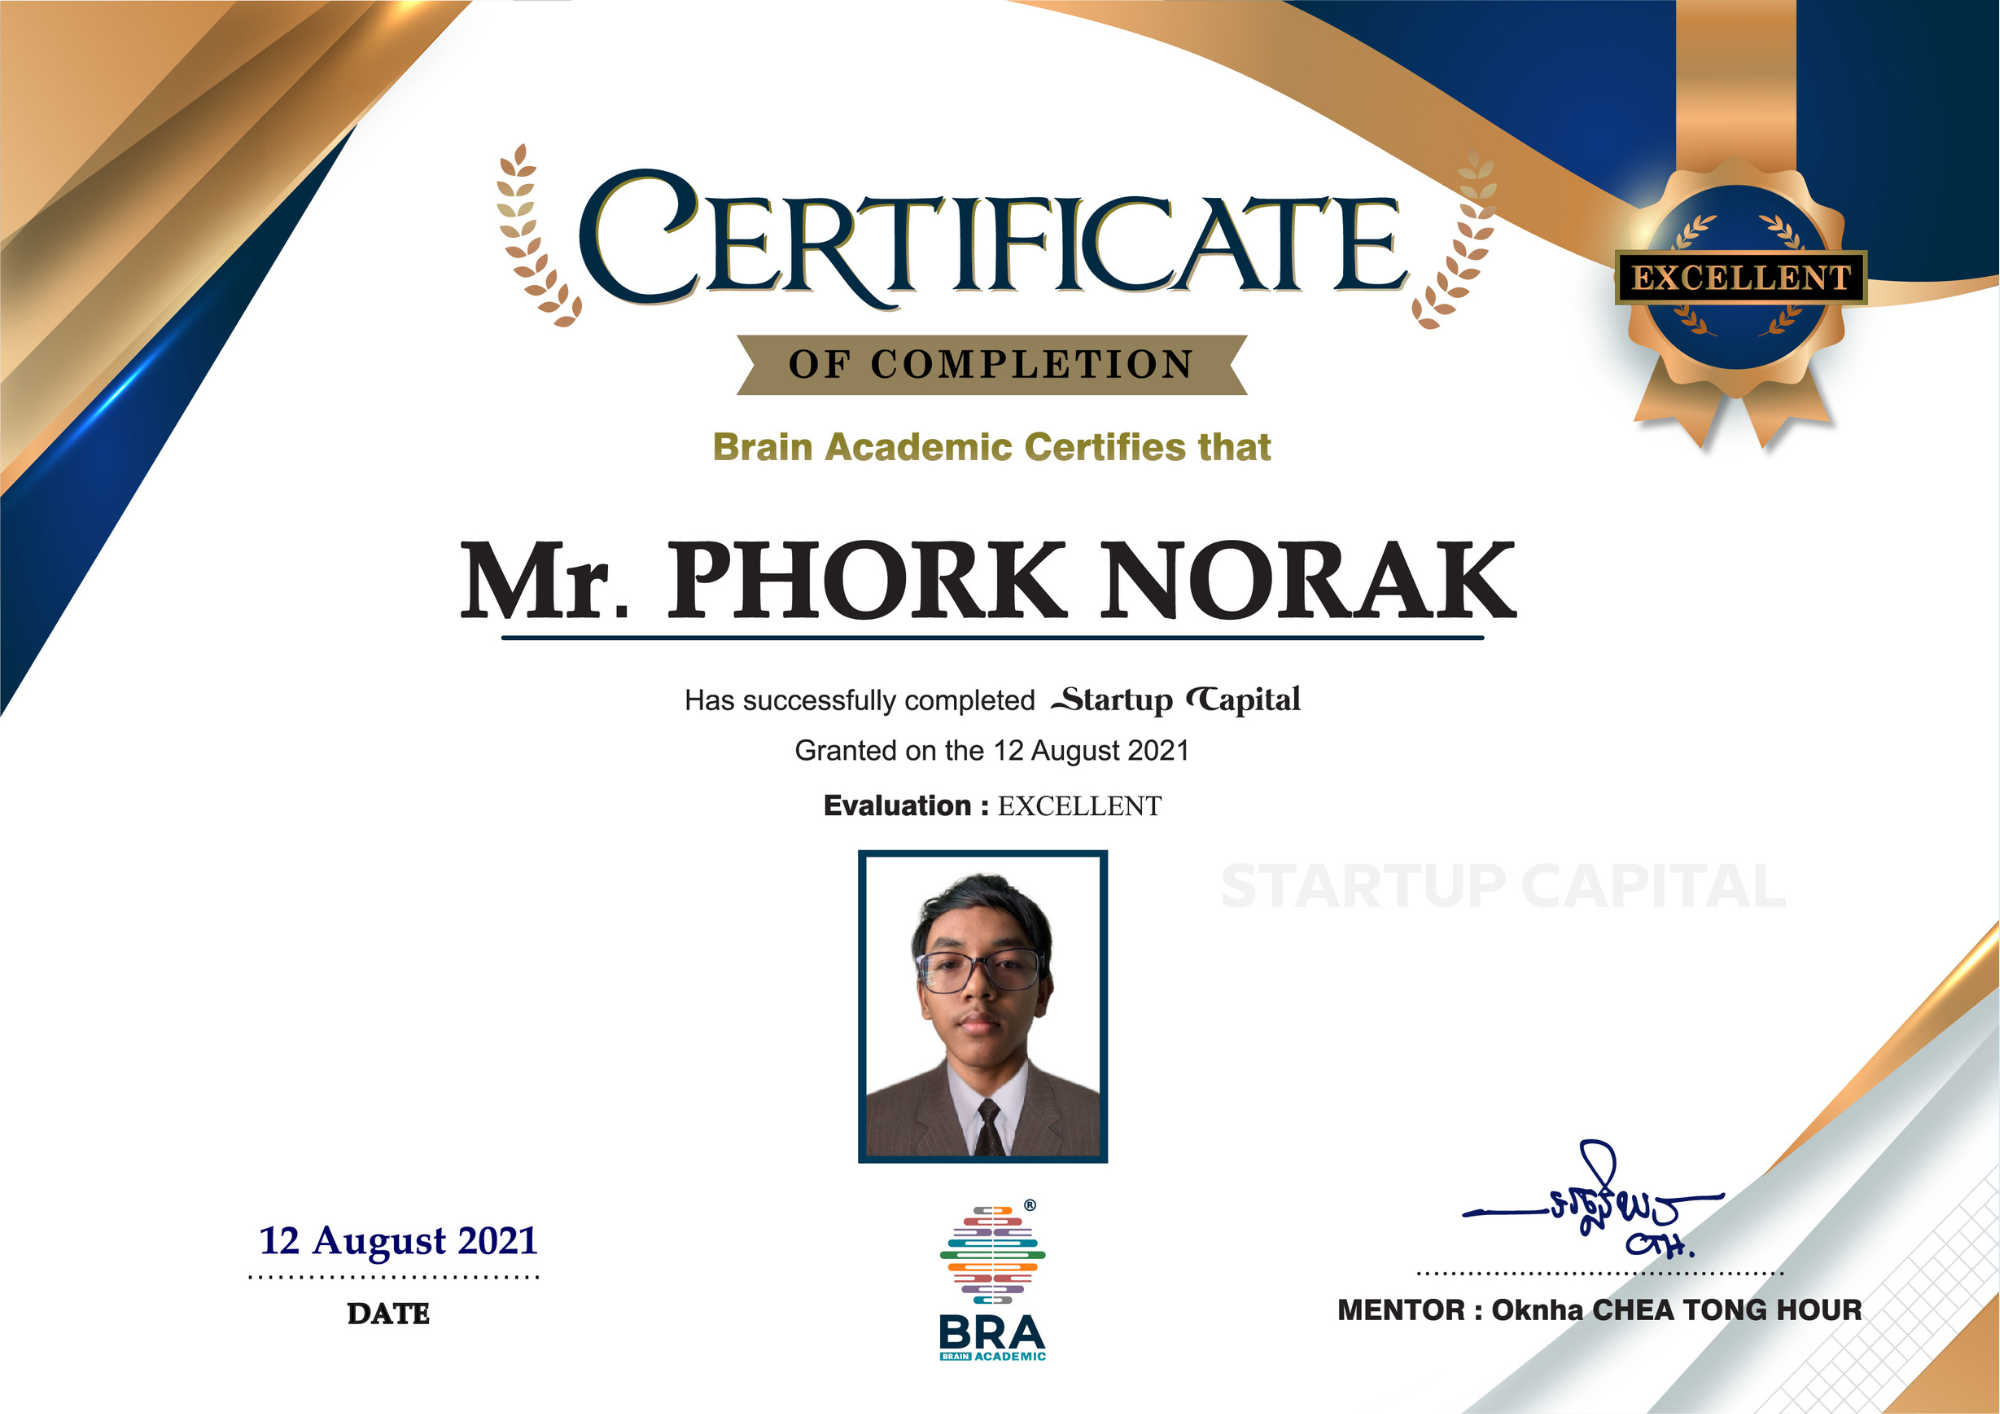 CERTIFICATE
EXCELLENT
OF COMPLETION
Brain Academic Certifies that
Mr. PHORK NORAK
Has successfully completed Startup Capital
Granted on the 12 August 2021
Evaluation : EXCELLENT
STARTUP CAPITAL
CTH.
12 August 2021
DATE
®
BRA
BRAIN ACADEMIC
MENTOR : Oknha CHEA TONG HOUR